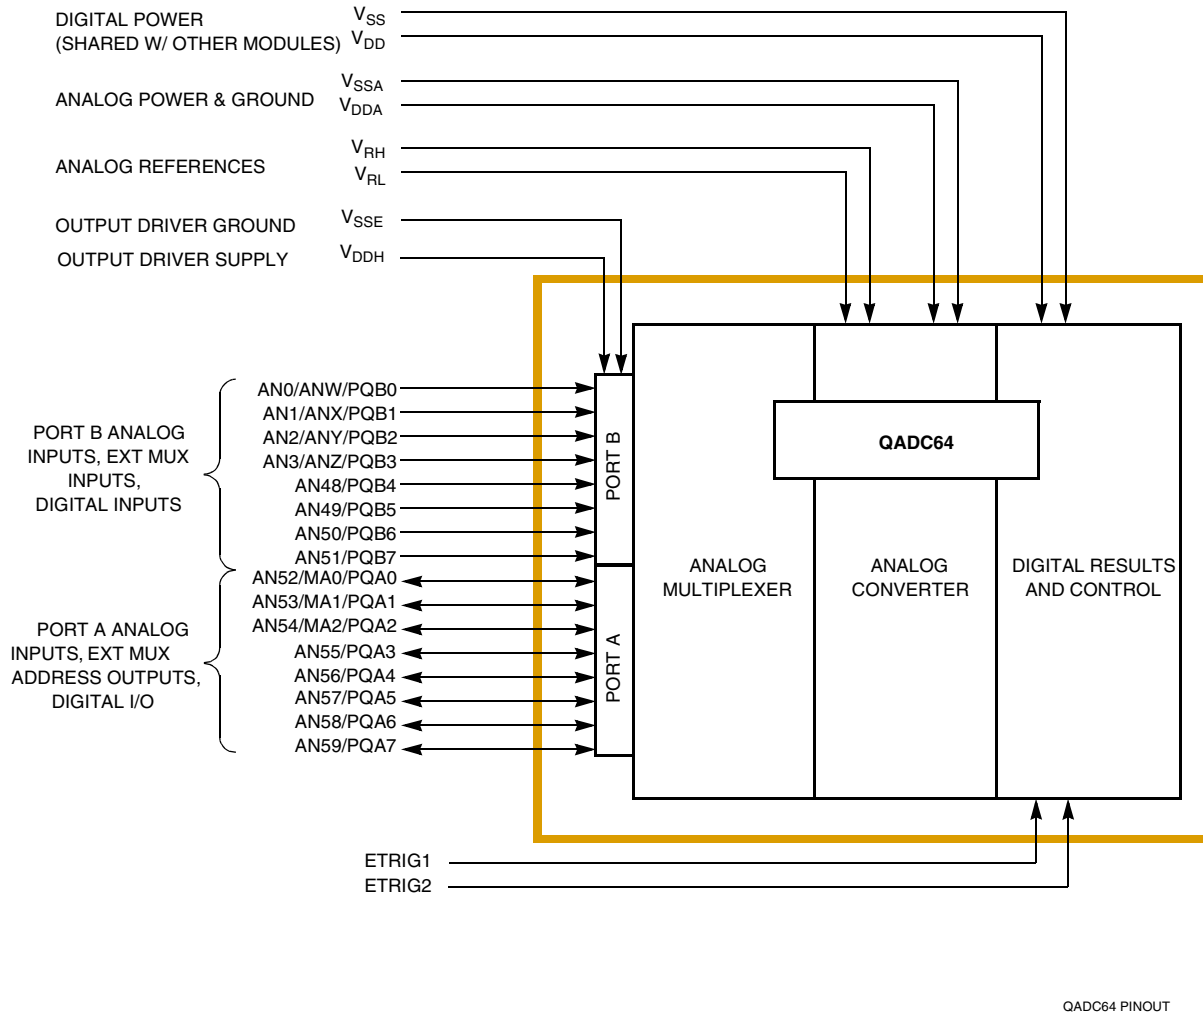 DIGITAL POWER
(SHARED W/ OTHER MODULES)
VSS
VDD
ANALOG POWER & GROUND
VSSA
VDDA
ANALOG REFERENCES
VRH
VRL
OUTPUT DRIVER GROUND
VSSE
OUTPUT DRIVER SUPPLY
VDDH
PORT B ANALOG
INPUTS, EXT MUX
INPUTS,
DIGITAL INPUTS
AN0/ANW/PQB0
AN1/ANX/PQB1
AN2/ANY/PQB2
AN3/ANZ/PQB3
AN48/PQB4
AN49/PQB5
AN50/PQB6
AN51/PQB7
PORT A ANALOG
INPUTS, EXT MUX
ADDRESS OUTPUTS,
DIGITAL I/O
AN52/MA0/PQA0
AN53/MA1/PQA1
AN54/MA2/PQA2
AN55/PQA3
AN56/PQA4
AN57/PQA5
AN58/PQA6
AN59/PQA7
PORT B
PORT A
QADC64
ANALOG
MULTIPLEXER
ANALOG
CONVERTER
DIGITAL RESULTS
AND CONTROL
ETRIG1
ETRIG2
QADC64 PINOUT